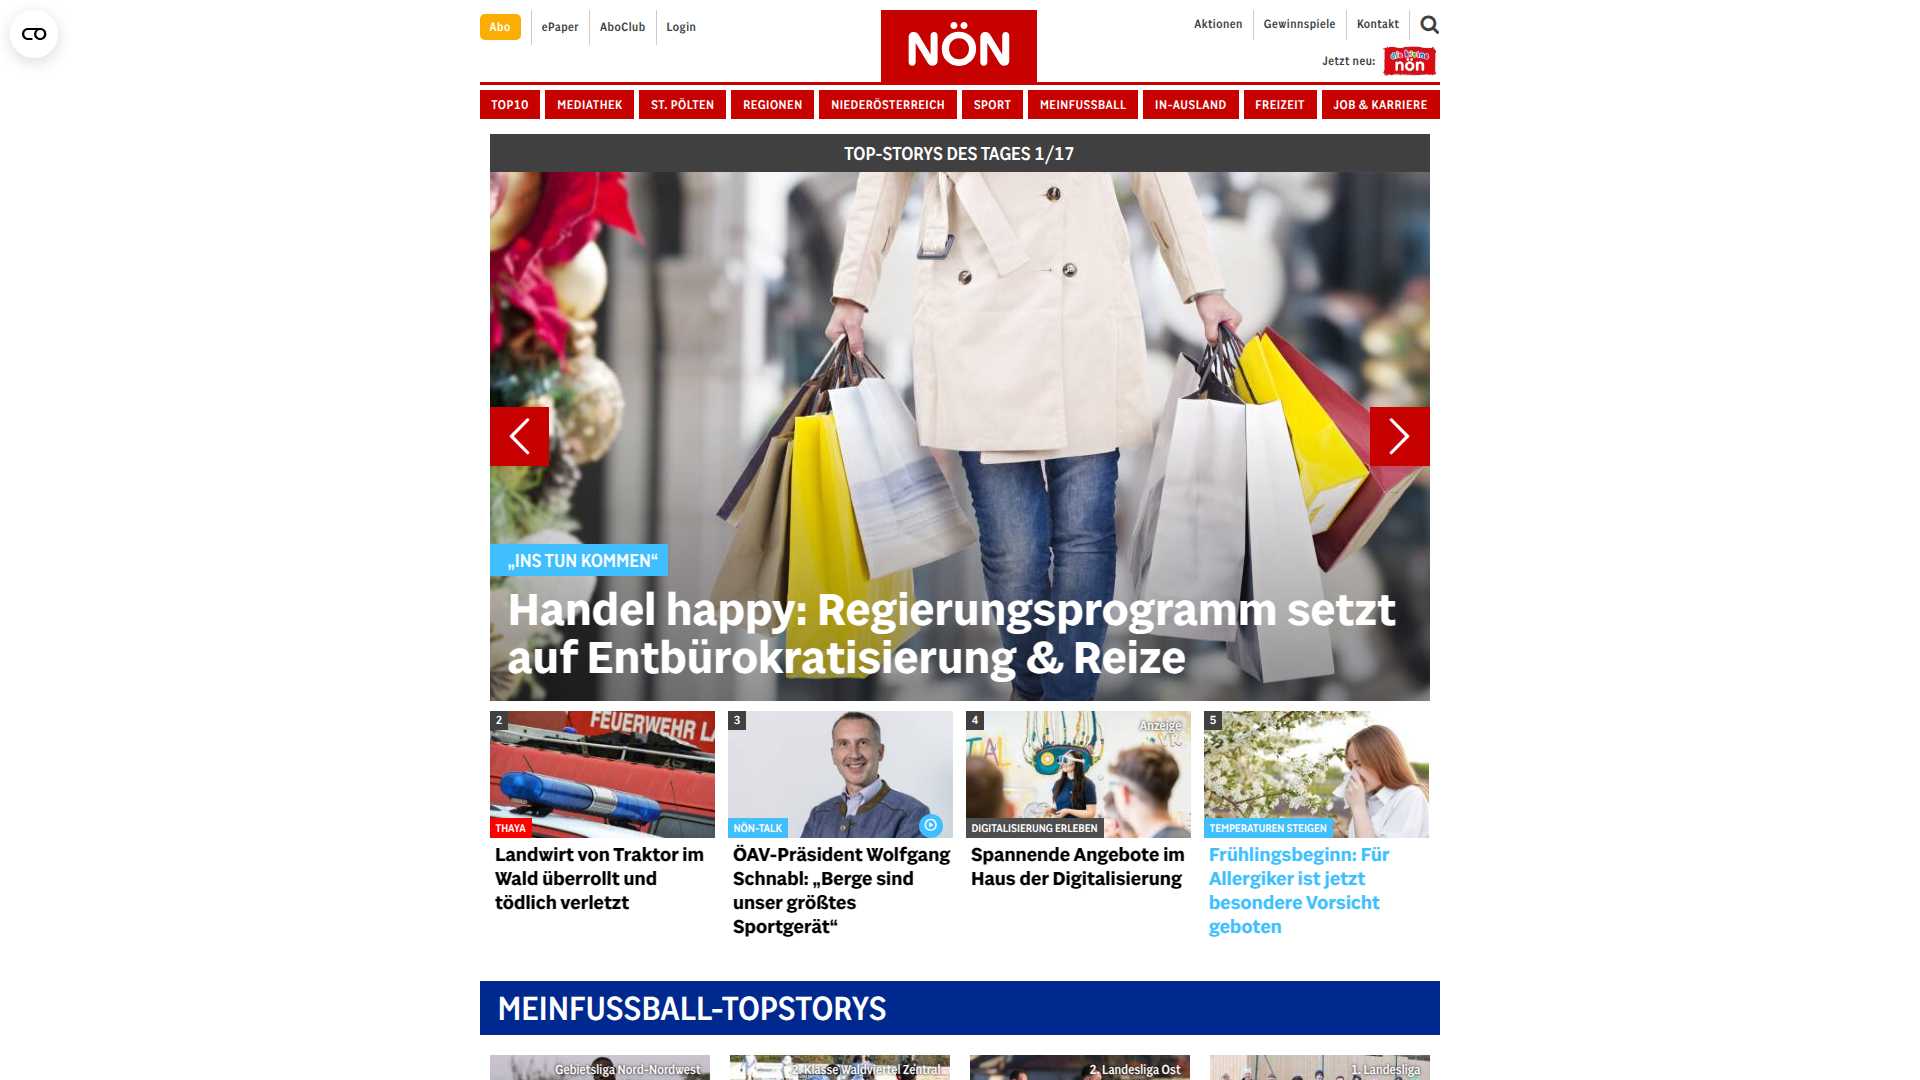 Abo
ePaper
AboClub
Login
NÖN
Aktionen
Gewinnspiele
Kontakt
Jetzt neu:
die kleine
nön
TOP10
MEDIATHEK
ST. PÖLTEN
REGIONEN
NIEDERÖSTERREICH
SPORT
MEINFUSSBALL
IN-AUSLAND
FREIZEIT
JOB & KARRIERE
TOP-STORYS DES TAGES 1/17
„INS TUN KOMMEN“
Handel happy: Regierungsprogramm setzt
auf Entbürokratisierung & Reize
2
FEUERWEHR LA
THAYA
Landwirt von Traktor im
Wald überrollt und
tödlich verletzt
3
NÖN-TALK
ÖAV-Präsident Wolfgang
Schnabl: „Berge sind
unser größtes
Sportgerät“
4
Anzeige
TAL
DIGITALISIERUNG ERLEBEN
Spannende Angebote im
Haus der Digitalisierung
5
TEMPERATUREN STEIGEN
Frühlingsbeginn: Für
Allergiker ist jetzt
besondere Vorsicht
geboten
MEINFUSSBALL-TOPSTORYS
Gebietsliga Nord-Nordwest
2. Klasse Waldviertel Zentral
2. Landesliga Ost
1. Landesliga